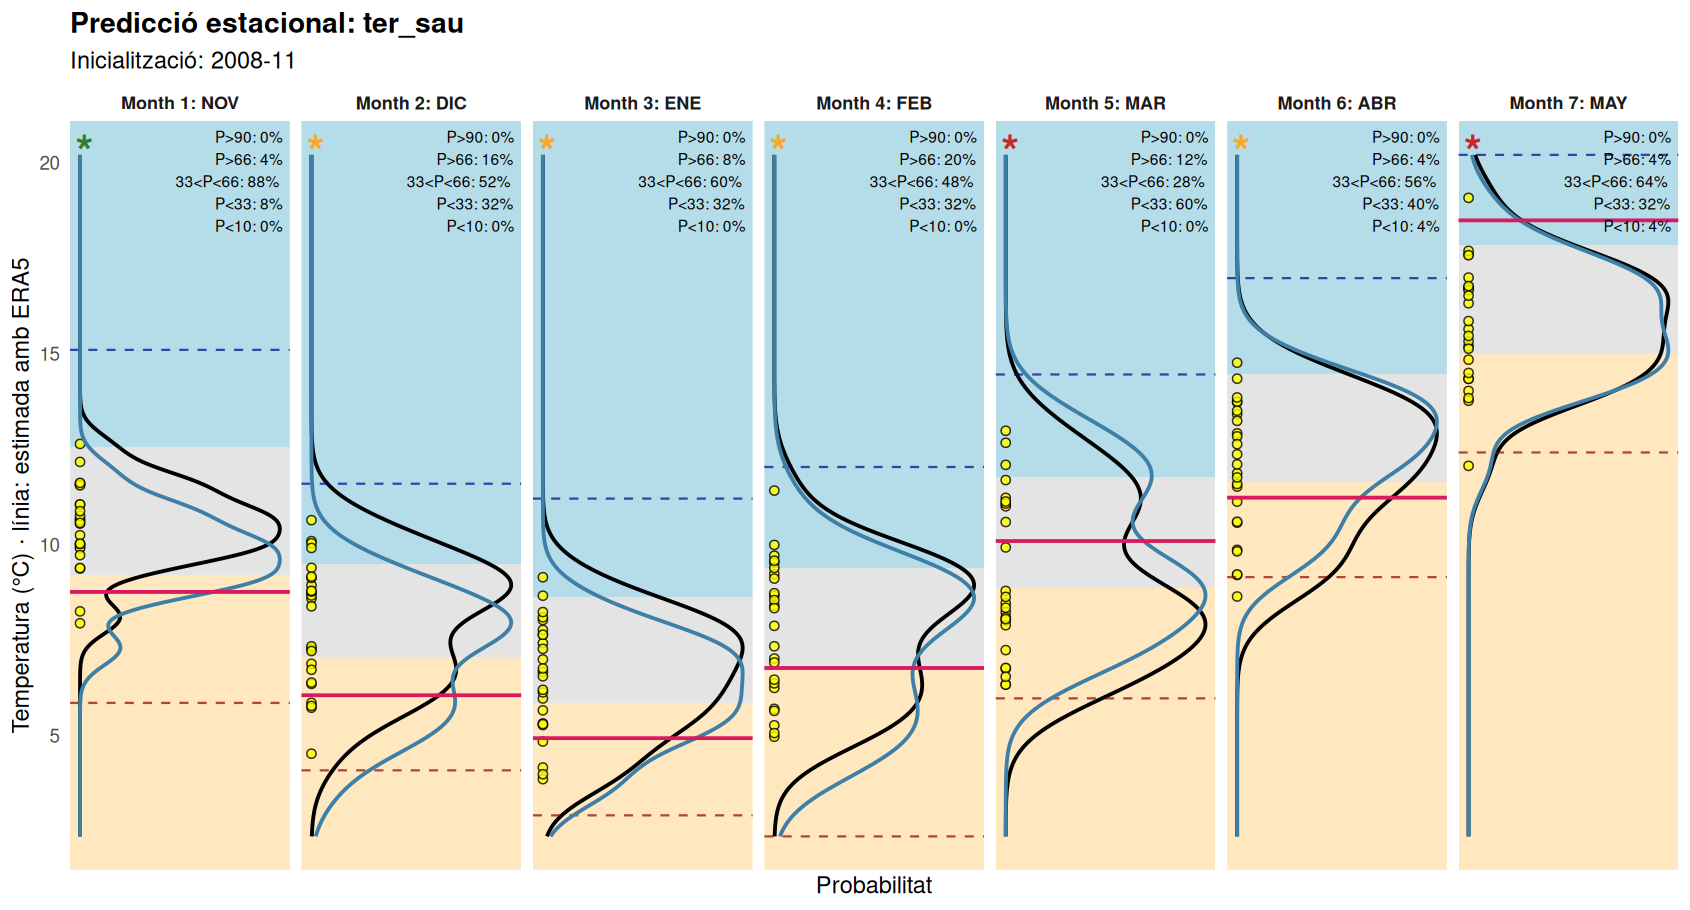 Predicció estacional: ter_sau
Inicialització: 2008-11
Month 1: NOV
Month 2: DIC
Month 3: ENE
Month 4: FEB
Month 5: MAR
Month 6: ABR
Month 7: MAY
P>90: 0%
P>66: 4%
33<P<66: 88%
P<33: 8%
P<10: 0%
P>90: 0%
P>66: 16%
33<P<66: 52%
P<33: 32%
P<10: 0%
P>90: 0%
P>66: 8%
33<P<66: 60%
P<33: 32%
P<10: 0%
P>90: 0%
P>66: 20%
33<P<66: 48%
P<33: 32%
P<10: 0%
P>90: 0%
P>66: 12%
33<P<66: 28%
P<33: 60%
P<10: 0%
P>90: 0%
P>66: 4%
33<P<66: 56%
P<33: 40%
P<10: 4%
P>90: 0%
P>66: 4%
33<P<66: 64%
P<33: 32%
P<10: 4%
20
15
10
5
Temperatura (°C) · línia: estimada amb ERA5
Probabilitat